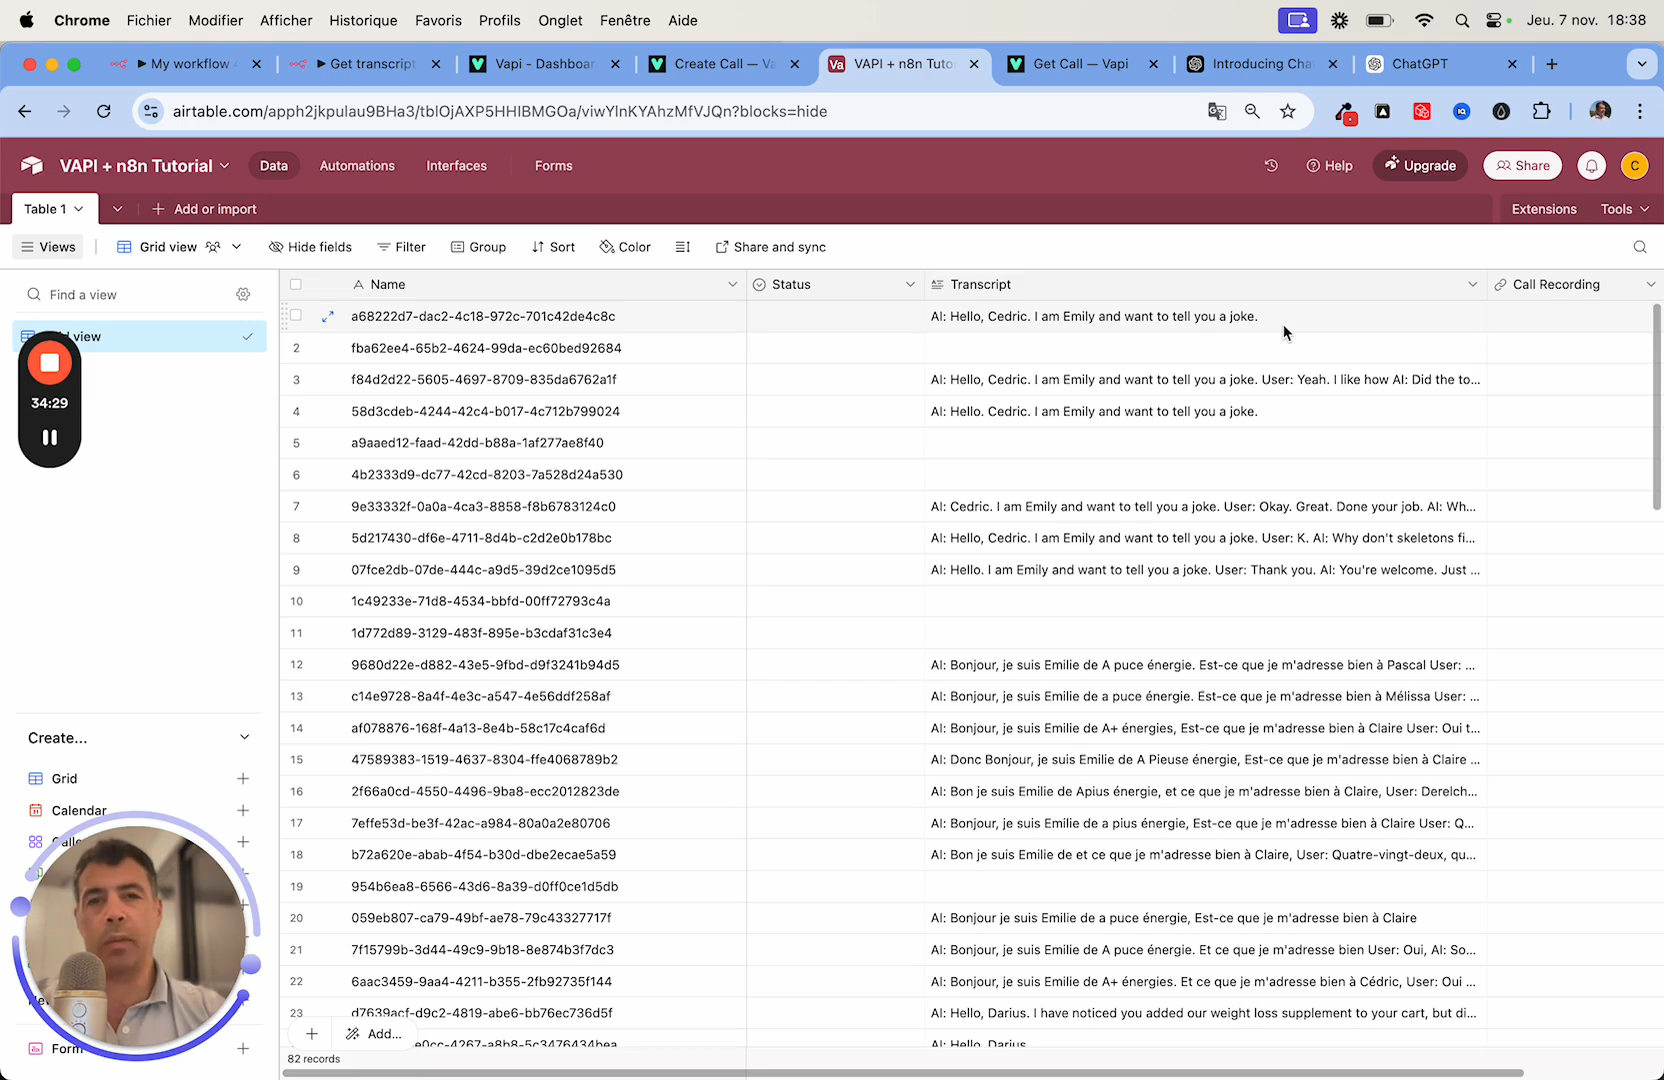 Chrome Fichier Modifier Afficher Historique Favoris Profils Onglet Fenêtre Aide Jeu. 7 nov. 18:38
My workflow Get transcript Vapi - Dashboar Create Call — Va VAPI + n8n Tuto Get Call — Vapi Introducing Cha ChatGPT
airtable.com/apph2jkpulau9BHa3/tblOjAXP5HHIBMGOa/viwYlnKYAhzMfVJQn?blocks=hide
VAPI + n8n Tutorial Data Automations Interfaces Forms Help Upgrade Share C
Table 1 Add or import Extensions Tools
Views Grid view Hide fields Filter Group Sort Color Share and sync
Find a view
view
34:29
Name Status Transcript Call Recording
a68222d7-dac2-4c18-972c-701c42de4c8c AI: Hello, Cedric. I am Emily and want to tell you a joke.
2 fba62ee4-65b2-4624-99da-ec60bed92684
3 f84d2d22-5605-4697-8709-835da6762a1f AI: Hello, Cedric. I am Emily and want to tell you a joke. User: Yeah. I like how AI: Did the to...
4 58d3cdeb-4244-42c4-b017-4c712b799024 AI: Hello. Cedric. I am Emily and want to tell you a joke.
5 a9aaed12-faad-42dd-b88a-1af277ae8f40
6 4b2333d9-dc77-42cd-8203-7a528d24a530
7 9e33332f-0a0a-4ca3-8858-f8b6783124c0 AI: Cedric. I am Emily and want to tell you a joke. User: Okay. Great. Done your job. AI: Wh...
8 5d217430-df6e-4711-8d4b-c2d2e0b178bc AI: Hello, Cedric. I am Emily and want to tell you a joke. User: K. AI: Why don't skeletons fi...
9 07fce2db-07de-444c-a9d5-39d2ce1095d5 AI: Hello. I am Emily and want to tell you a joke. User: Thank you. AI: You're welcome. Just ...
10 1c49233e-71d8-4534-bbfd-00ff72793c4a
11 1d772d89-3129-483f-895e-b3cdaf31c3e4
12 9680d22e-d882-43e5-9fbd-d9f3241b94d5 AI: Bonjour, je suis Emilie de A puce énergie. Est-ce que je m'adresse bien à Pascal User: ...
13 c14e9728-8a4f-4e3c-a547-4e56ddf258af AI: Bonjour, je suis Emilie de a puce énergie. Est-ce que je m'adresse bien à Mélissa User: ...
14 af078876-168f-4a13-8e4b-58c17c4caf6d AI: Bonjour, je suis Emilie de A+ énergies, Est-ce que je m'adresse bien à Claire User: Oui t...
15 47589383-1519-4637-8304-ffe4068789b2 AI: Donc Bonjour, je suis Emilie de A Pieuse énergie, Est-ce que je m'adresse bien à Claire ...
16 2f66a0cd-4550-4496-9ba8-ecc2012823de AI: Bon je suis Emilie de Apius énergie, et ce que je m'adresse bien à Claire, User: Derelch...
17 7effe53d-be3f-42ac-a984-80a0a2e80706 AI: Bonjour, je suis Emilie de a pius énergie, Est-ce que je m'adresse bien à Claire User: Q...
18 b72a620e-abab-4f54-b30d-dbe2ecae5a59 AI: Bon je suis Emilie de et ce que je m'adresse bien à Claire, User: Quatre-vingt-deux, qu...
19 954b6ea8-6566-43d6-8a39-d0ff0ce1d5db
20 059eb807-ca79-49bf-ae78-79c43327717f AI: Bonjour je suis Emilie de a puce énergie, Est-ce que je m'adresse bien à Claire
21 7f15799b-3d44-49c9-9b18-8e874b3f7dc3 AI: Bonjour, je suis Emilie de A puce énergie. Et ce que je m'adresse bien User: Oui, AI: So...
22 6aac3459-9aa4-4211-b355-2fb92735f144 AI: Bonjour, je suis Emilie de A+ énergies. Et ce que je m'adresse bien à Cédric, User: Oui ...
23 d7639acf-d9c2-4819-abe6-bb76ec736d5f AI: Hello, Darius. I have noticed you added our weight loss supplement to your cart, but di...
e0cc-4267-a8b8-5c3476434bea AI: Hello, Darius.
Add...
82 records
Create...
Grid
Calendar
Form